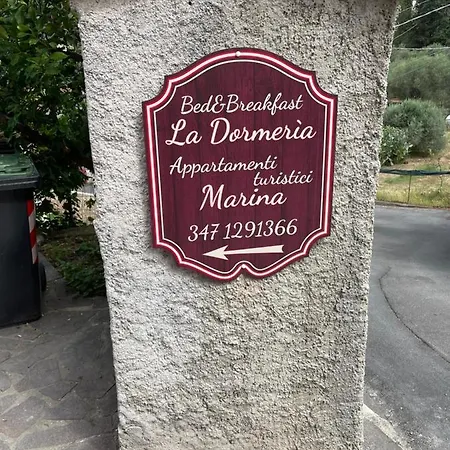 Bed&Breakfast
La Dormerìa
Appartamenti
turistici
Marina
347 1291366